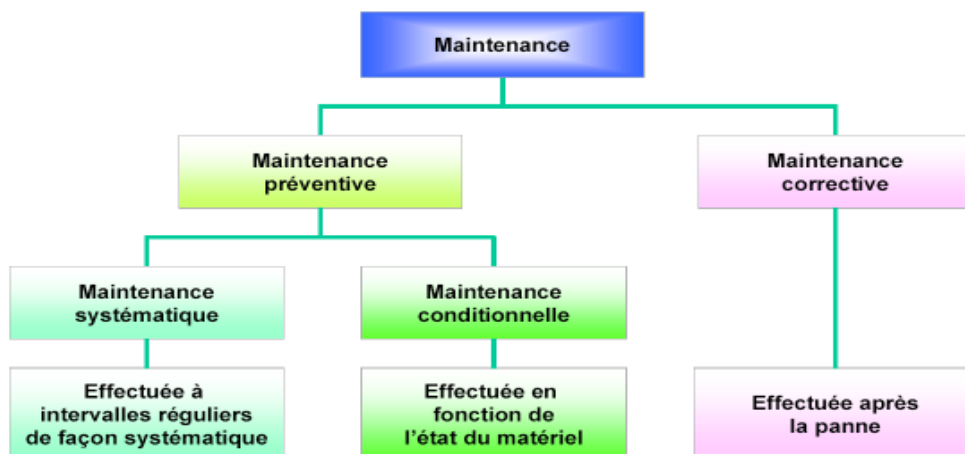 Maintenance
Maintenance
préventive
Maintenance
corrective
Maintenance
systématique
Maintenance
conditionnelle
Effectuée à
intervalles réguliers
de façon systématique
Effectuée en
fonction de
l'état du matériel
Effectuée après
la panne